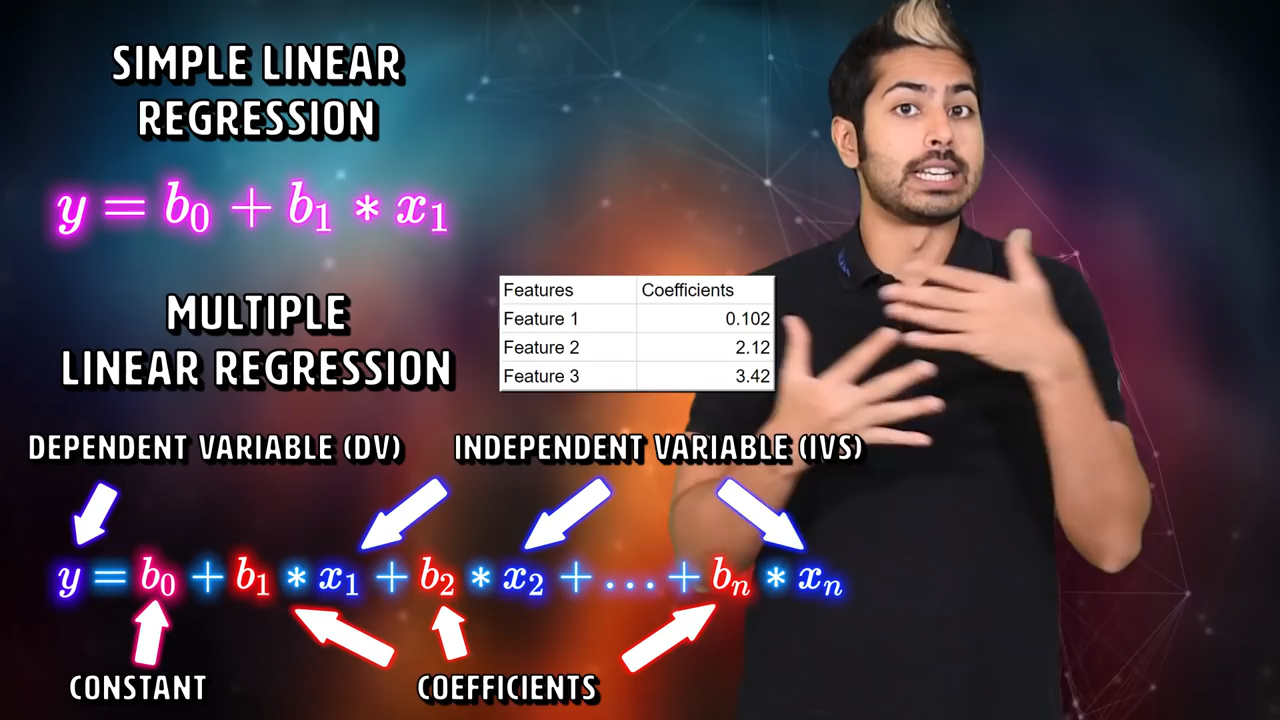 SIMPLE LINEAR
REGRESSION
y = b₀ + b₁ * x₁
MULTIPLE
LINEAR REGRESSION
Features Coefficients
Feature 1 0.102
Feature 2 2.12
Feature 3 3.42
DEPENDENT VARIABLE (DV) INDEPENDENT VARIABLE (IVS)
y = b₀ + b₁ * x₁ + b₂ * x₂ + ... + bₙ * xₙ
CONSTANT COEFFICIENTS